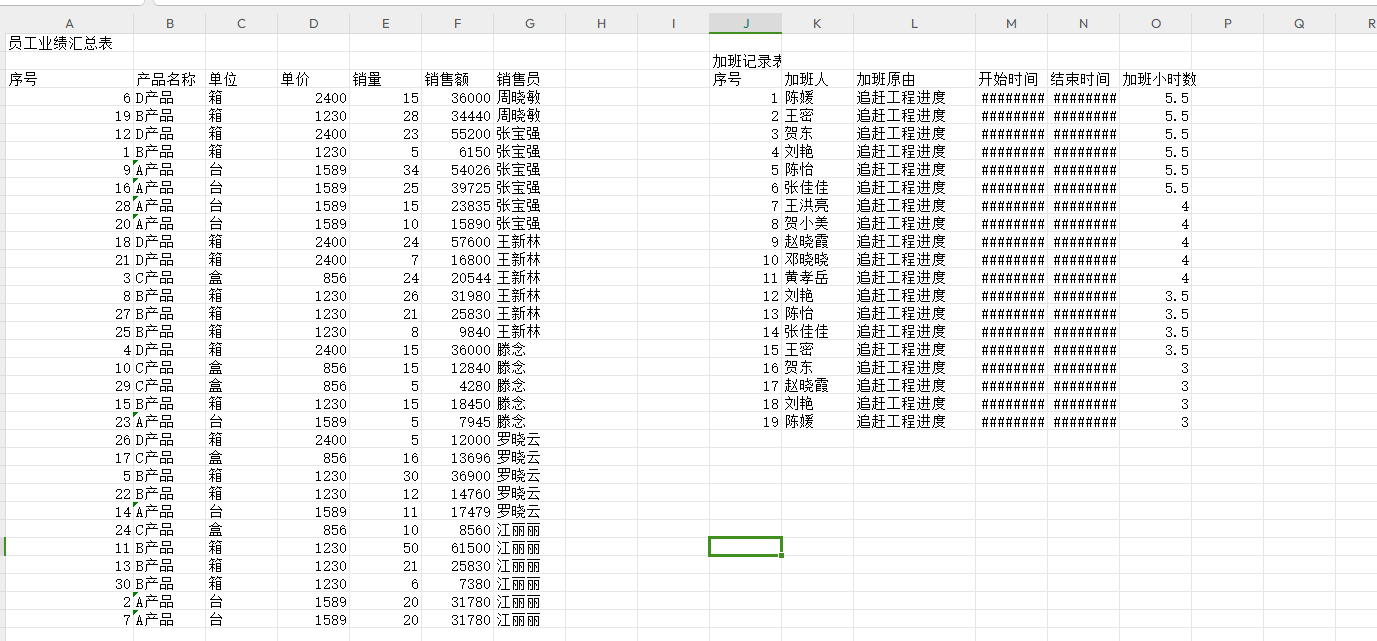 A B C D E F G H I J K L M N O P Q R
员工业绩汇总表
加班记录表
序号 产品名称 单位 单价 销量 销售额 销售员 序号 加班人 加班原由 开始时间 结束时间 加班小时数
6 D产品 箱 2400 15 36000 周晓敏 1 陈媛 追赶工程进度 ######## ######## 5.5
19 B产品 箱 1230 28 34440 周晓敏 2 王密 追赶工程进度 ######## ######## 5.5
12 D产品 箱 2400 23 55200 张宝强 3 贺东 追赶工程进度 ######## ######## 5.5
1 B产品 箱 1230 5 6150 张宝强 4 刘艳 追赶工程进度 ######## ######## 5.5
9 A产品 台 1589 34 54026 张宝强 5 陈怡 追赶工程进度 ######## ######## 5.5
16 A产品 台 1589 25 39725 张宝强 6 张佳佳 追赶工程进度 ######## ######## 5.5
28 A产品 台 1589 15 23835 张宝强 7 王洪亮 追赶工程进度 ######## ######## 4
20 A产品 台 1589 10 15890 张宝强 8 贺小美 追赶工程进度 ######## ######## 4
18 D产品 箱 2400 24 57600 王新林 9 赵晓霞 追赶工程进度 ######## ######## 4
21 D产品 箱 2400 7 16800 王新林 10 邓晓晓 追赶工程进度 ######## ######## 4
3 C产品 盒 856 24 20544 王新林 11 黄孝岳 追赶工程进度 ######## ######## 4
8 B产品 箱 1230 26 31980 王新林 12 刘艳 追赶工程进度 ######## ######## 3.5
27 B产品 箱 1230 21 25830 王新林 13 陈怡 追赶工程进度 ######## ######## 3.5
25 B产品 箱 1230 8 9840 王新林 14 张佳佳 追赶工程进度 ######## ######## 3.5
4 D产品 箱 2400 15 36000 滕念 15 王密 追赶工程进度 ######## ######## 3.5
10 C产品 盒 856 15 12840 滕念 16 贺东 追赶工程进度 ######## ######## 3
29 C产品 盒 856 5 4280 滕念 17 赵晓霞 追赶工程进度 ######## ######## 3
15 B产品 箱 1230 15 18450 滕念 18 刘艳 追赶工程进度 ######## ######## 3
23 A产品 台 1589 5 7945 滕念 19 陈媛 追赶工程进度 ######## ######## 3
26 D产品 箱 2400 5 12000 罗晓云
17 C产品 盒 856 16 13696 罗晓云
5 B产品 箱 1230 30 36900 罗晓云
22 B产品 箱 1230 12 14760 罗晓云
14 A产品 台 1589 11 17479 罗晓云
24 C产品 盒 856 10 8560 江丽丽
11 B产品 箱 1230 50 61500 江丽丽
13 B产品 箱 1230 21 25830 江丽丽
30 B产品 箱 1230 6 7380 江丽丽
2 A产品 台 1589 20 31780 江丽丽
7 A产品 台 1589 20 31780 江丽丽